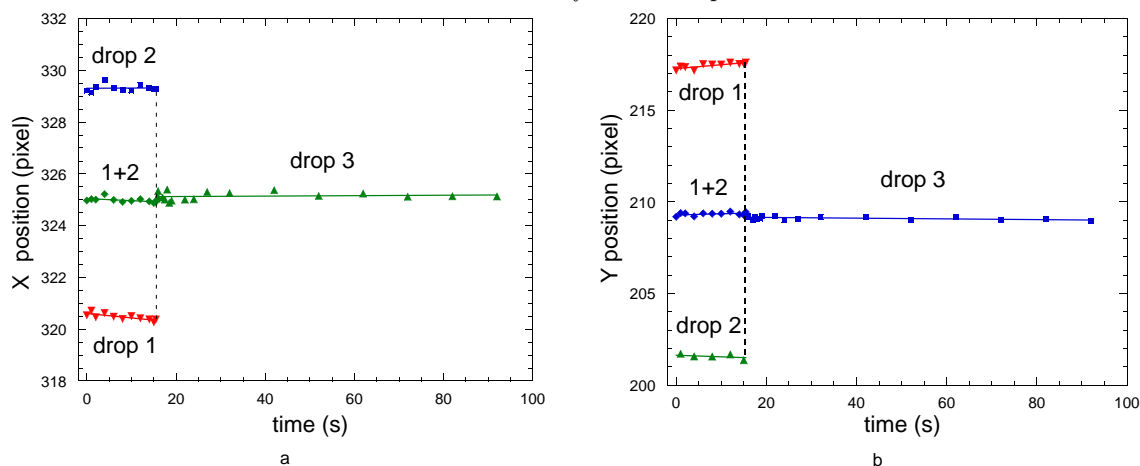 332
330
328
326
324
322
320
318
X position (pixel)
drop 2
1+2
drop 3
drop 1
0 20 40 60 80 100
time (s)
a
220
215
210
205
200
Y position (pixel)
drop 1
1+2
drop 3
drop 2
0 20 40 60 80 100
time (s)
b